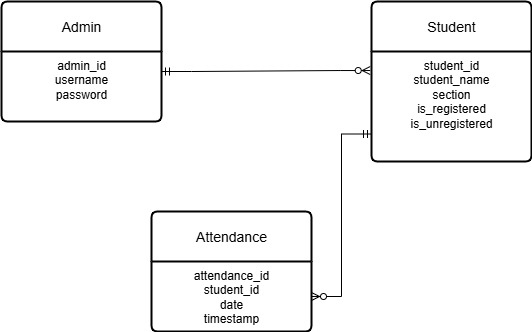 Admin
admin_id
username
password
Student
student_id
student_name
section
is_registered
is_unregistered
Attendance
attendance_id
student_id
date
timestamp